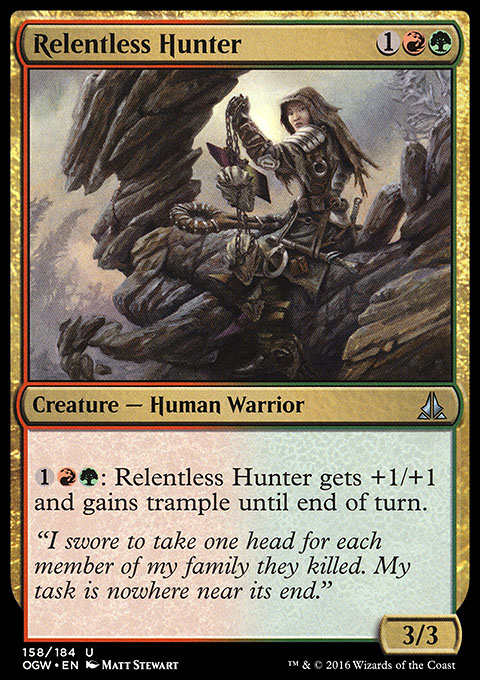 Relentless Hunter 1
Creature — Human Warrior
1: Relentless Hunter gets +1/+1
and gains trample until end of turn.
“I swore to take one head for each
member of my family they killed. My
task is nowhere near its end.”
3/3
158/184 U
OGW • EN Matt Stewart
™ & © 2016 Wizards of the Coast